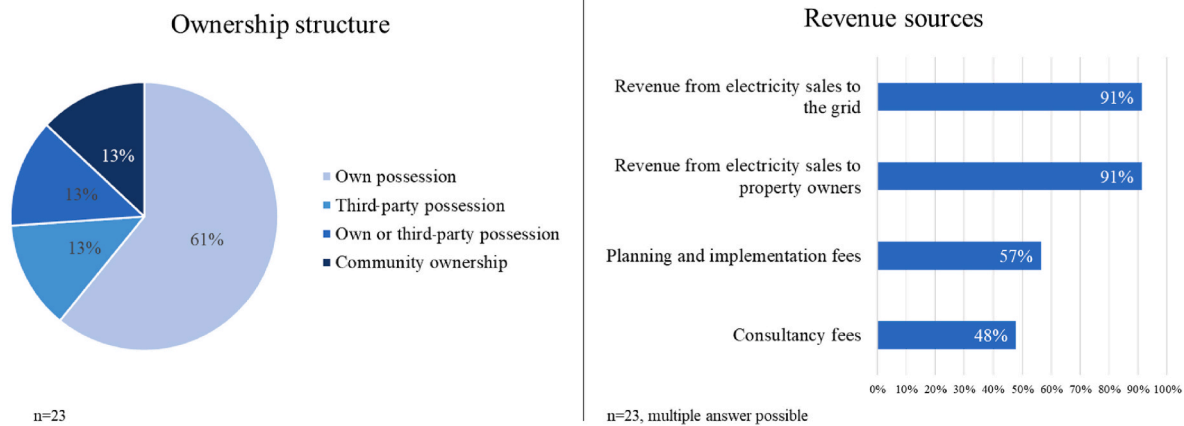 Ownership structure
13%
13%
13%
61%
Own possession
Third-party possession
Own or third-party possession
Community ownership
n=23
Revenue sources
Revenue from electricity sales to
the grid
91%
Revenue from electricity sales to
property owners
91%
Planning and implementation fees
57%
Consultancy fees
48%
0% 10% 20% 30% 40% 50% 60% 70% 80% 90% 100%
n=23, multiple answer possible